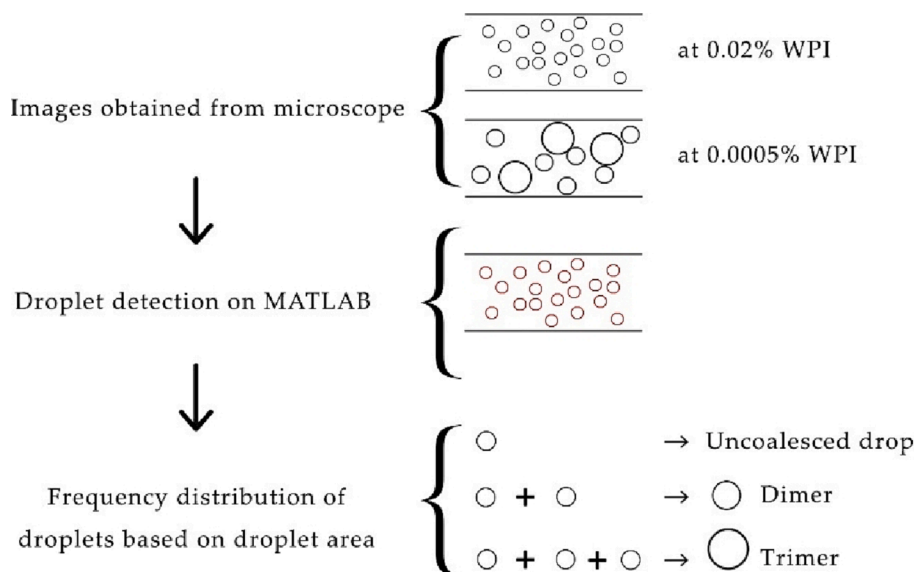 at 0.02% WPI
Images obtained from microscope
at 0.0005% WPI
Droplet detection on MATLAB
Frequency distribution of
droplets based on droplet area
→ Uncoalesced drop
+ → Dimer
+ + → Trimer